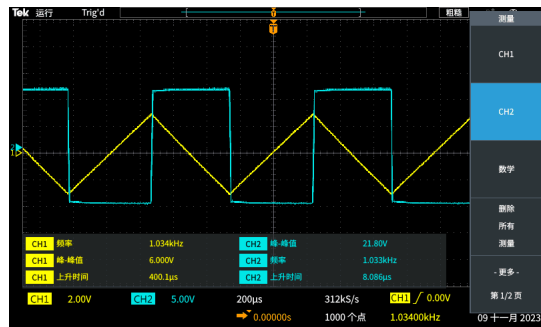 Tek 运行 Trig'd 粗糙 测量
T
CH1
CH2
2
1
数学
删除
所有
测量
CH1 频率 1.034kHz CH2 峰-峰值 21.80V
CH1 峰-峰值 6.000V CH2 频率 1.033kHz
CH1 上升时间 400.1µs CH2 上升时间 8.086µs
- 更多 -
第 1/2 页
CH1 2.00V CH2 5.00V 200µs 312kS/s CH1 0.00V
0.00000s 1000 个点 1.03400kHz 09 十一月 2023